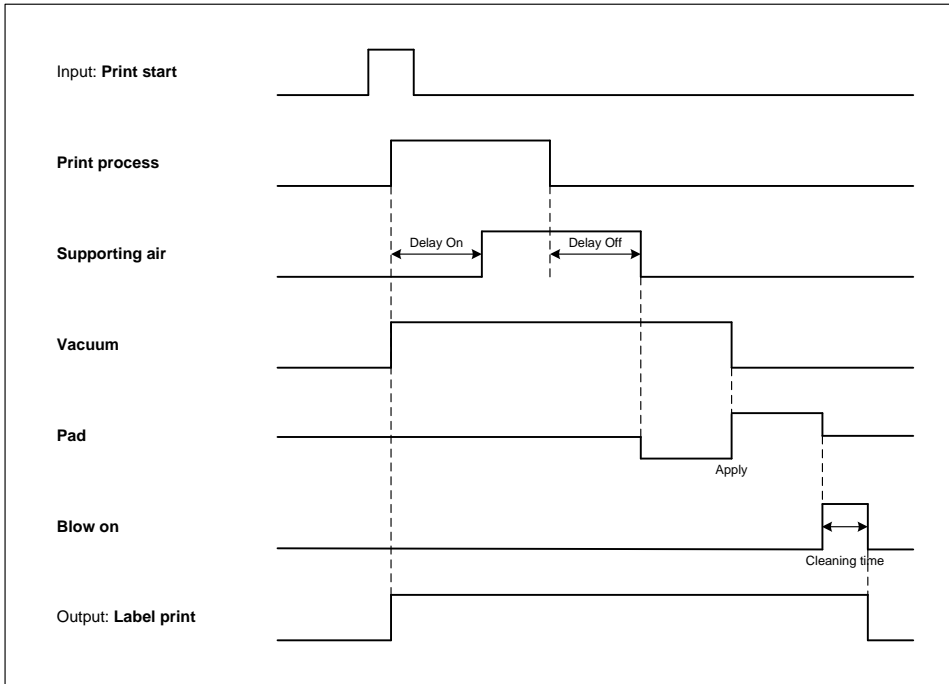 Input: Print start
Print process
Delay On
Delay Off
Supporting air
Vacuum
Pad
Apply
Blow on
Cleaning time
Output: Label print